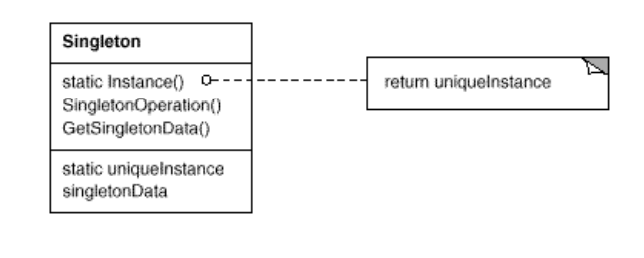 Singleton
static Instance()
return uniqueInstance
SingletonOperation()
GetSingletonData()
static uniqueInstance
singletonData